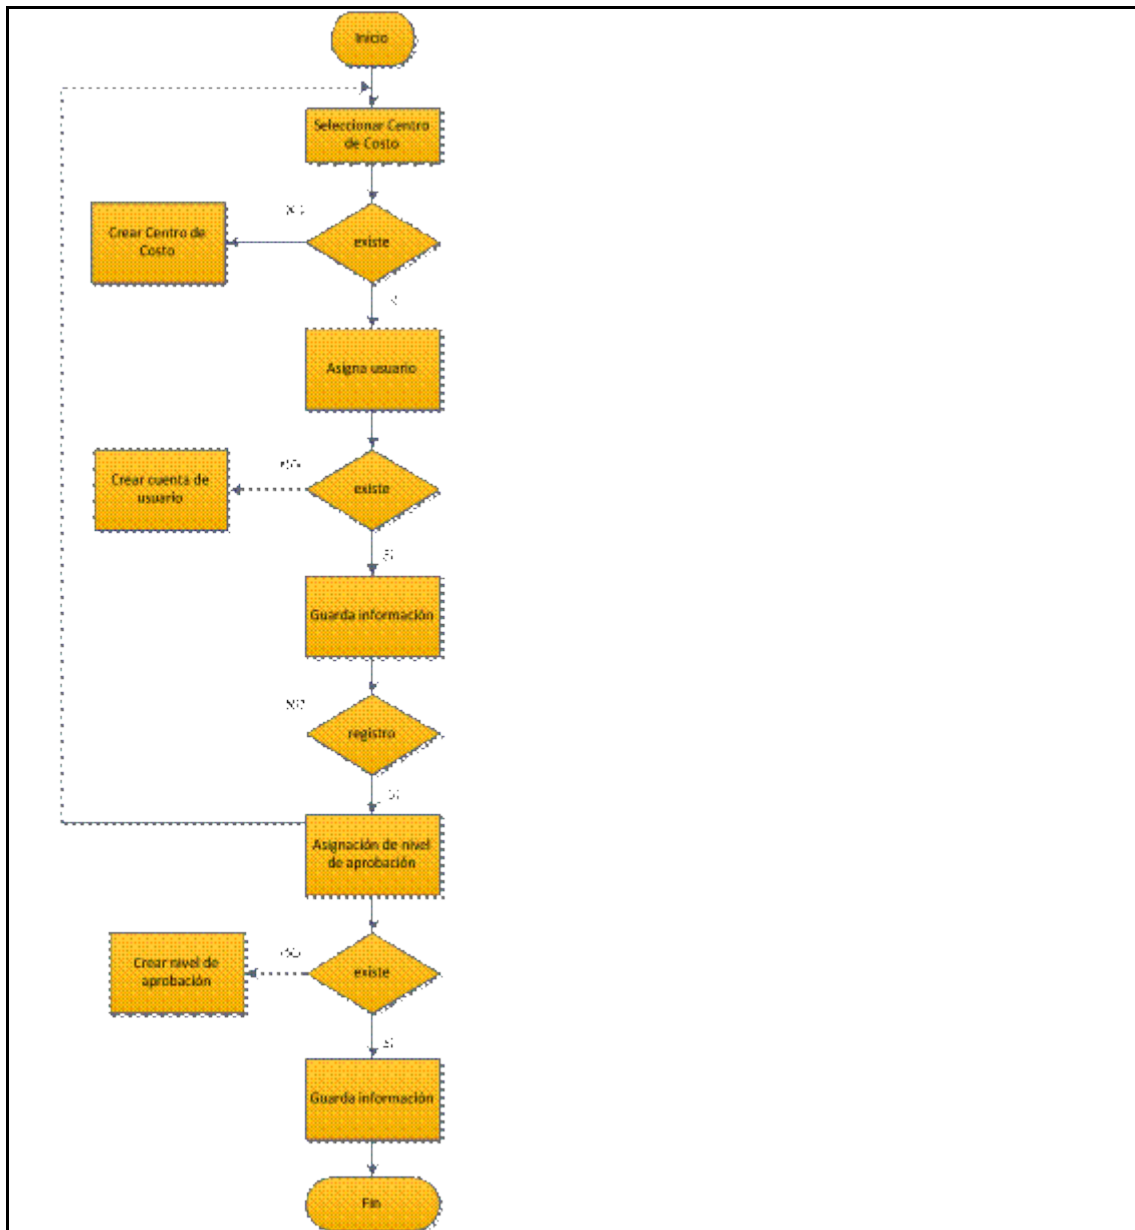 Inicio
Seleccionar Centro
de Costo
existe
Crear Centro de
Costo
Asigna usuario
existe
Crear cuenta de
usuario
Si
Guarda información
registro
Asignación de nivel
de aprobación
existe
Crear nivel de
aprobación
Guarda información
Fin